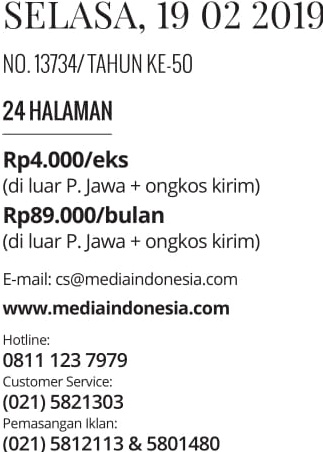 SELASA, 19 02 2019
NO. 13734/ TAHUN KE-50
24 HALAMAN
Rp4.000/eks
(di luar P. Jawa + ongkos kirim)
Rp89.000/bulan
(di luar P. Jawa + ongkos kirim)
E-mail: cs@mediaindonesia.com
www.mediaindonesia.com
Hotline:
0811 123 7979
Customer Service:
(021) 5821303
Pemasangan Iklan:
(021) 5812113 & 5801480